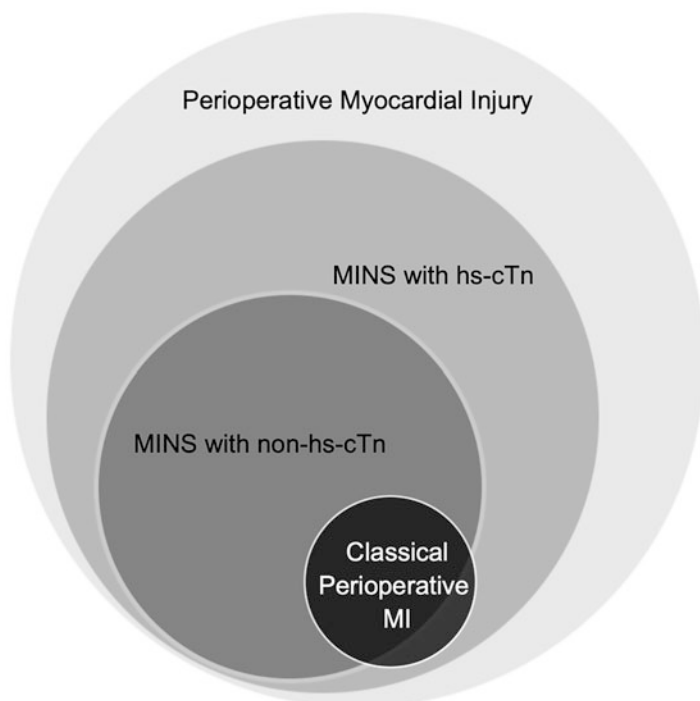 Perioperative Myocardial Injury
MINS with hs-cTn
MINS with non-hs-cTn
Classical
Perioperative
MI